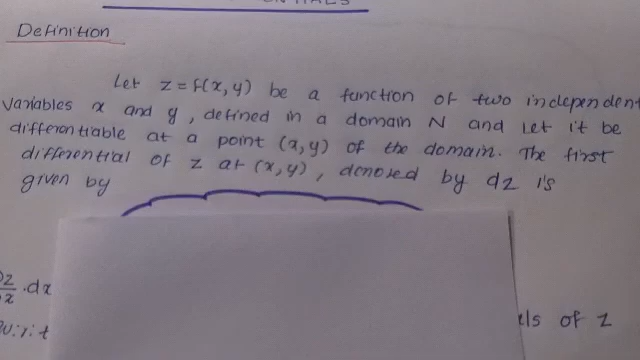 Definition
Let z = f(x, y) be a function of two independent
variables x and y, defined in a domain N and let it be
differentiable at a point (x, y) of the domain. The first
differential of z at (x, y), denoted by dz is
given by
∂z/∂x .dx
w.r.t
of z